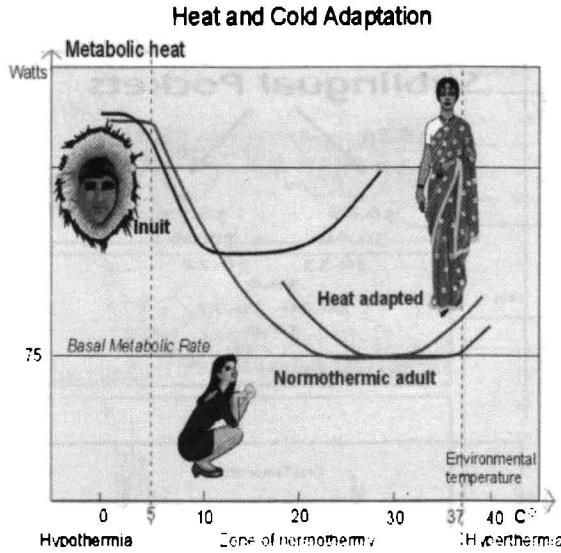 Heat and Cold Adaptation
Metabolic heat
Watts
Inuit
Heat adapted
75
Basal Metabolic Rate
Normothermic adult
Environmental
temperature
0 5 10 20 30 37 40 C°
Hypothermia Zone of normothermy Hyperthermia